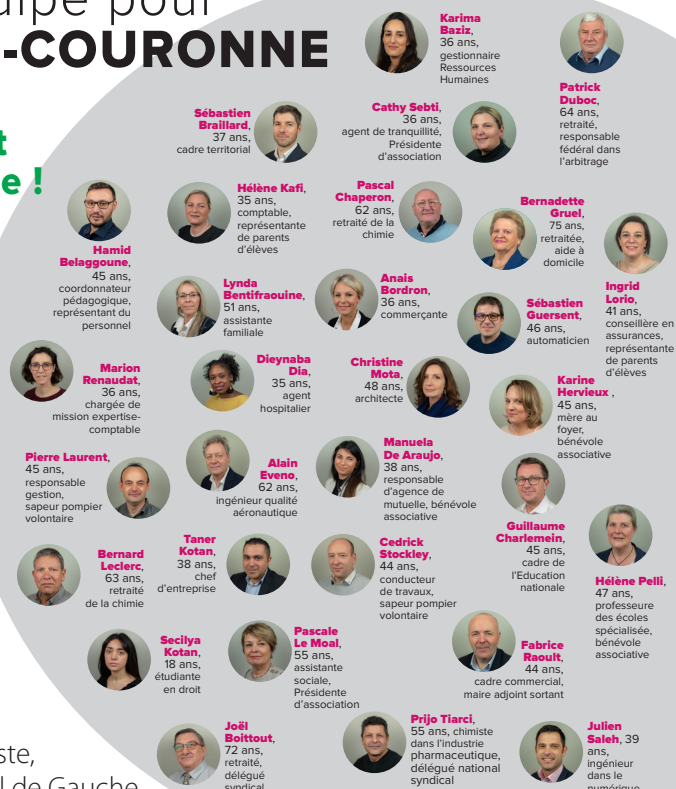 -COURONNE
Karima
Baziz,
36 ans,
gestionnaire
Ressources
Humaines
Patrick
Duboc,
64 ans,
retraité,
responsable
fédéral dans
l'arbitrage
Sébastien
Braillard,
37 ans,
cadre territorial
Cathy Sebti,
36 ans,
agent de tranquillité,
Présidente
d'association
t
e !
Hamid
Belaggoune,
45 ans,
coordonnateur
pédagogique,
représentant du
personnel
Hélène Kafi,
35 ans,
comptable,
représentante
de parents
d'élèves
Pascal
Chaperon,
62 ans,
retraité de la
chimie
Bernadette
Gruel,
75 ans,
retraitée,
aide à
domicile
Ingrid
Lorio,
41 ans,
conseillère en
assurances,
représentante
de parents
d'élèves
Lynda
Bentifraouine,
51 ans,
assistante
familiale
Anais
Bordron,
36 ans,
commerçante
Sébastien
Guersent,
46 ans,
automaticien
Marion
Renaudat,
36 ans,
chargée de
mission expertise-
comptable
Dieynaba
Dia,
35 ans,
agent
hospitalier
Christine
Mota,
48 ans,
architecte
Karine
Hervieux ,
45 ans,
mère au
foyer,
bénévole
associative
Pierre Laurent,
45 ans,
responsable
gestion,
sapeur pompier
volontaire
Alain
Eveno,
62 ans,
ingénieur qualité
aéronautique
Manuela
De Araujo,
38 ans,
responsable
d'agence de
mutuelle, bénévole
associative
Guillaume
Charlemein,
45 ans,
cadre de
l'Education
nationale
Hélène Pelli,
47 ans,
professeure
des écoles
spécialisée,
bénévole
associative
Bernard
Leclerc,
63 ans,
retraité
de la chimie
Taner
Kotan,
38 ans,
chef
d'entreprise
Cedrick
Stockley,
44 ans,
conducteur
de travaux,
sapeur pompier
volontaire
Secilya
Kotan,
18 ans,
étudiante
en droit
Pascale
Le Moal,
55 ans,
assistante
sociale,
Présidente
d'association
Fabrice
Raoult,
44 ans,
cadre commercial,
maire adjoint sortant
Joël
Boittout,
72 ans,
retraité,
délégué
syndical
Prijo Tiarci,
55 ans, chimiste
dans l'industrie
pharmaceutique,
délégué national
syndical
Julien
Saleh, 39
ans,
ingénieur
dans le
numérique
ste,
de Gauche